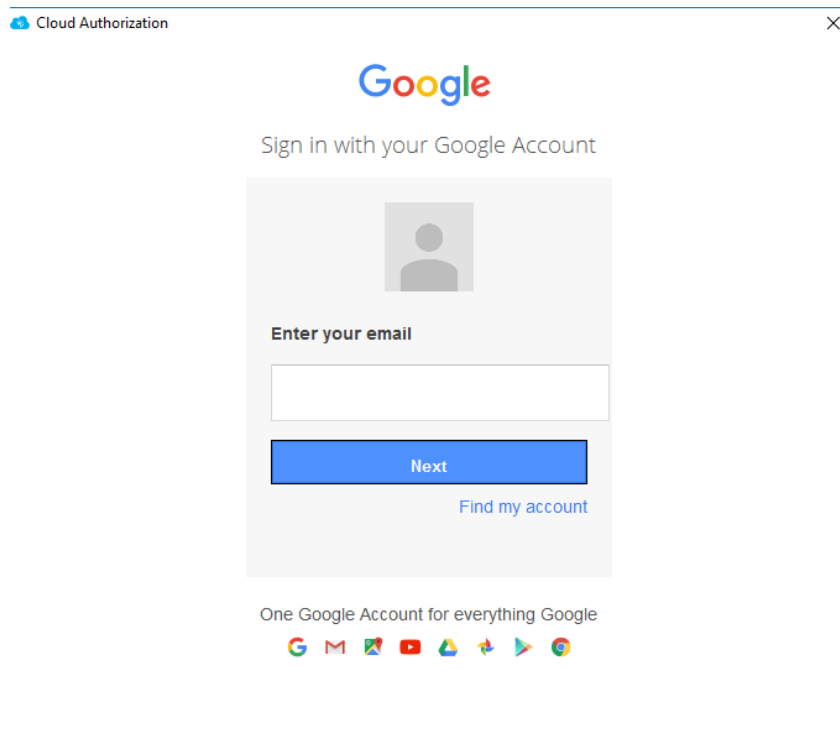 Cloud Authorization
Google
Sign in with your Google Account
Enter your email
Next
Find my account
One Google Account for everything Google